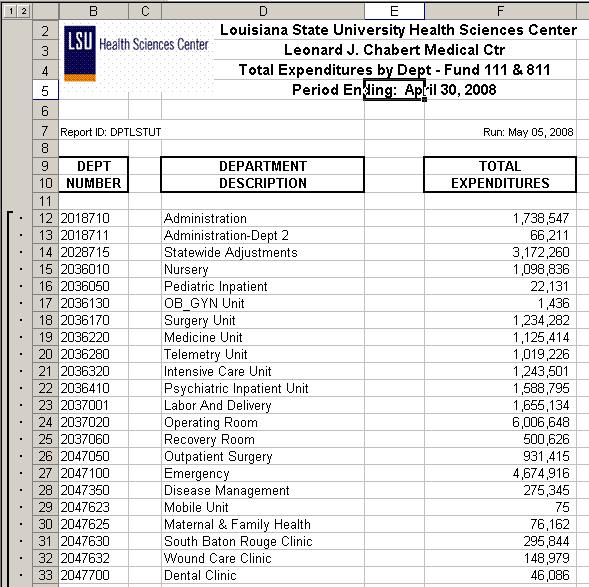 1 2 B C D E F
2 Louisiana State University Health Sciences Center
LSU Health Sciences Center
3 Leonard J. Chabert Medical Ctr
4 Total Expenditures by Dept - Fund 111 & 811
5 Period Ending: April 30, 2008
6
7 Report ID: DPTLSTUT Run: May 05, 2008
8
9 DEPT DEPARTMENT TOTAL
10 NUMBER DESCRIPTION EXPENDITURES
11
12 2018710 Administration 1,738,547
13 2018711 Administration-Dept 2 66,211
14 2028715 Statewide Adjustments 3,172,260
15 2036010 Nursery 1,098,836
16 2036050 Pediatric Inpatient 22,131
17 2036130 OB_GYN Unit 1,436
18 2036170 Surgery Unit 1,234,282
19 2036220 Medicine Unit 1,125,414
20 2036280 Telemetry Unit 1,019,226
21 2036320 Intensive Care Unit 1,243,501
22 2036410 Psychiatric Inpatient Unit 1,588,795
23 2037001 Labor And Delivery 1,655,134
24 2037020 Operating Room 6,006,648
25 2037060 Recovery Room 500,626
26 2047050 Outpatient Surgery 931,415
27 2047100 Emergency 4,674,916
28 2047350 Disease Management 275,345
29 2047623 Mobile Unit 75
30 2047625 Maternal & Family Health 76,162
31 2047630 South Baton Rouge Clinic 295,844
32 2047632 Wound Care Clinic 148,979
33 2047700 Dental Clinic 46,086